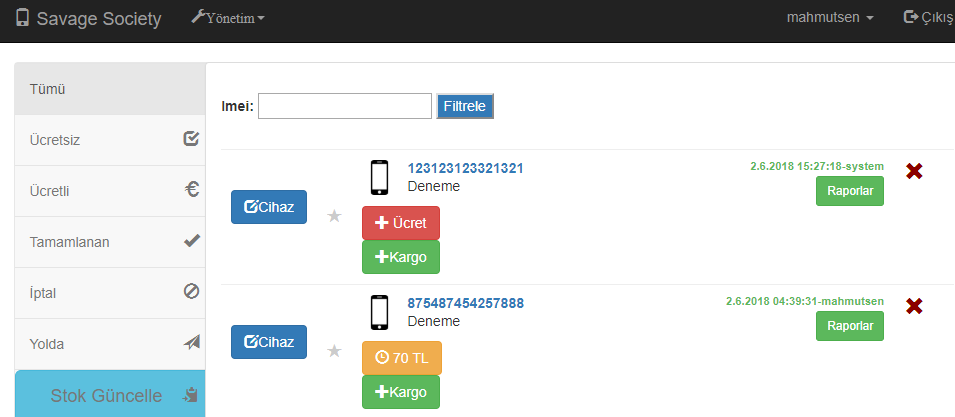 Savage Society Yönetim mahmutsen Çıkış
Tümü
Ücretsiz
Ücretli
Tamamlanan
İptal
Yolda
Stok Güncelle
Imei: Filtrele
123123123321321
Deneme
2.6.2018 15:27:18-system
Raporlar
Cihaz
Ücret
Kargo
875487454257888
Deneme
2.6.2018 04:39:31-mahmutsen
Raporlar
Cihaz
70 TL
Kargo